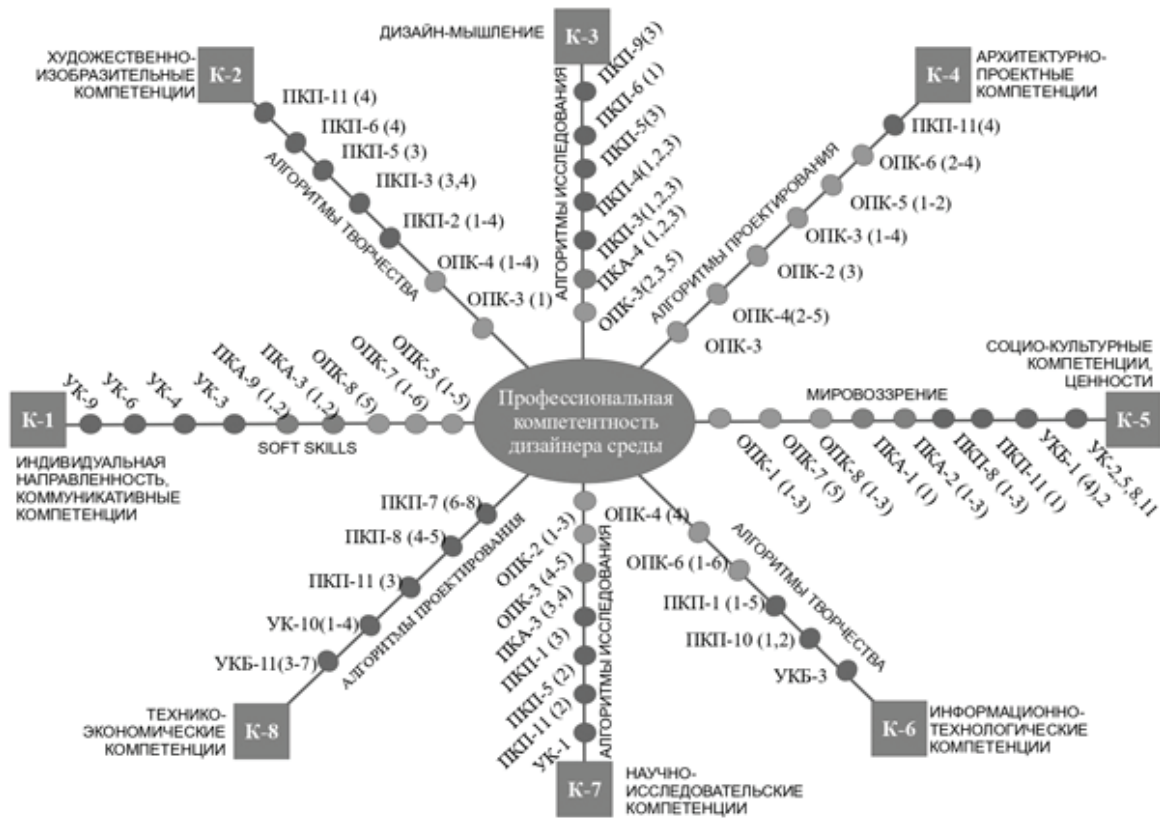 ДИЗАЙН-МЫШЛЕНИЕ
К-3
ХУДОЖЕСТВЕННО-
ИЗОБРАЗИТЕЛЬНЫЕ
КОМПЕТЕНЦИИ
К-2
К-4
АРХИТЕКТУРНО-
ПРОЕКТНЫЕ
КОМПЕТЕНЦИИ
ПКП-11 (4)
ПКП-6 (4)
ПКП-5 (3)
ПКП-3 (3,4)
ПКП-2 (1-4)
ОПК-4 (1-4)
ОПК-3 (1)
АЛГОРИТМЫ ТВОРЧЕСТВА
АЛГОРИТМЫ ИССЛЕДОВАНИЯ
ПКП-9(3)
ПКП-6 (1)
ПКП-5(3)
ПКП-4(1,2,3)
ПКП-3(1,2,3)
ПКА-4 (1,2,3)
ОПК-3(2,3,5)
АЛГОРИТМЫ ПРОЕКТИРОВАНИЯ
ПКП-11(4)
ОПК-6 (2-4)
ОПК-5 (1-2)
ОПК-3 (1-4)
ОПК-2 (3)
ОПК-4(2-5)
ОПК-3
К-1
УК-9
УК-6
УК-4
УК-3
ПКА-9 (1,2)
ПКА-3 (1,2)
ОПК-8 (5)
ОПК-7 (1-6)
ОПК-5 (1-5)
SOFT SKILLS
ИНДИВИДУАЛЬНАЯ
НАПРАВЛЕННОСТЬ,
КОММУНИКАТИВНЫЕ
КОМПЕТЕНЦИИ
Профессиональная
компетентность
дизайнера среды
СОЦИО-КУЛЬТУРНЫЕ
КОМПЕТЕНЦИИ,
ЦЕННОСТИ
МИРОВОЗЗРЕНИЕ
К-5
ОПК-1 (1-3)
ОПК-7 (5)
ОПК-8 (1-3)
ПКА-1 (1)
ПКА-2 (1-3)
ПКП-8 (1-3)
ПКП-11 (1)
УКБ-1 (4),2
УК-2,5,8,11
ПКП-7 (6-8)
ПКП-8 (4-5)
ПКП-11 (3)
УК-10(1-4)
УКБ-11(3-7)
АЛГОРИТМЫ ПРОЕКТИРОВАНИЯ
К-8
ТЕХНИКО-
ЭКОНОМИЧЕСКИЕ
КОМПЕТЕНЦИИ
ОПК-2 (1-3)
ОПК-3 (4-5)
ПКА-3 (3,4)
ПКП-1 (3)
ПКП-5 (2)
ПКП-11 (2)
УК-1
АЛГОРИТМЫ ИССЛЕДОВАНИЯ
К-7
НАУЧНО-
ИССЛЕДОВАТЕЛЬСКИЕ
КОМПЕТЕНЦИИ
ОПК-4 (4)
ОПК-6 (1-6)
ПКП-1 (1-5)
ПКП-10 (1,2)
УКБ-3
АЛГОРИТМЫ ТВОРЧЕСТВА
К-6
ИНФОРМАЦИОННО-
ТЕХНОЛОГИЧЕСКИЕ
КОМПЕТЕНЦИИ